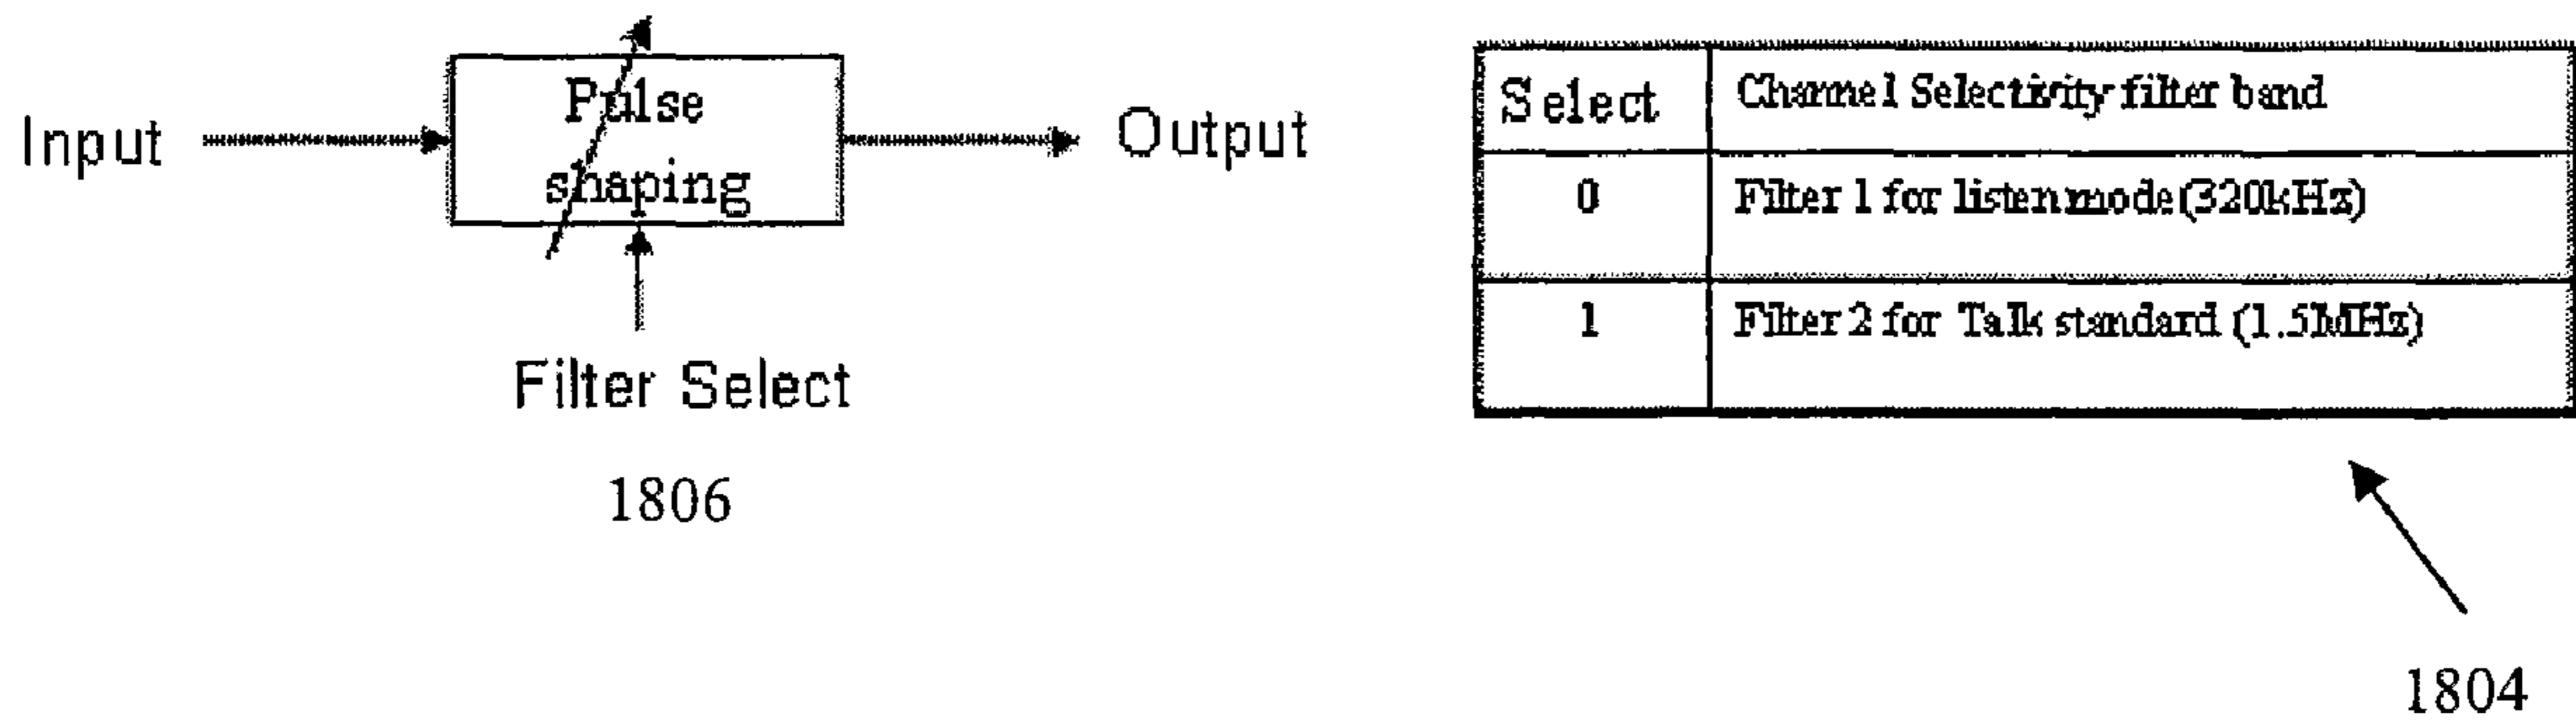 Input
Pulse
shaping
Output
Filter Select
1806
Select
Channel Selectivity filter band
0
Filter 1 for listen mode(320kHz)
1
Filter 2 for Talk standard (1.5MHz)
1804